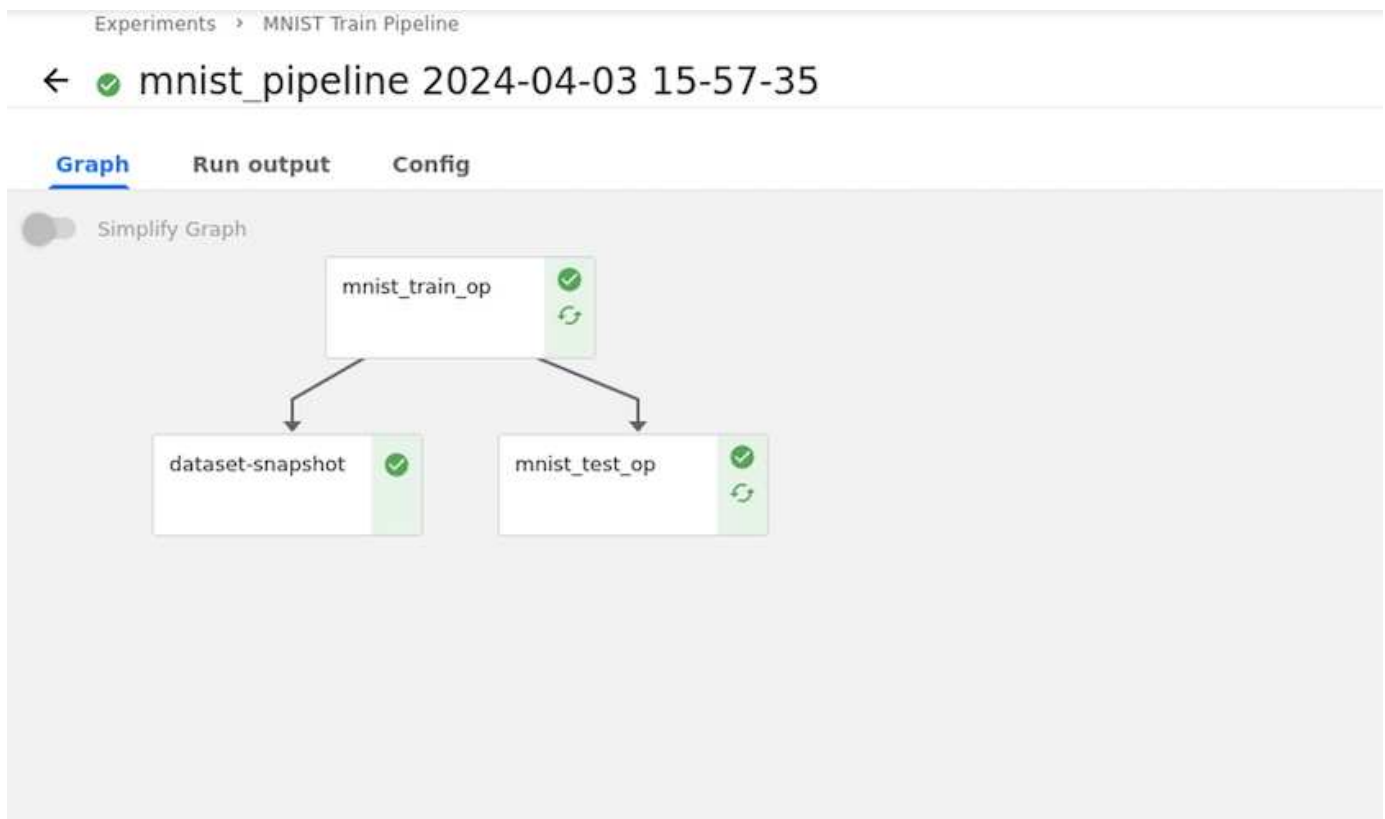 Experiments > MNIST Train Pipeline
mnist_pipeline 2024-04-03 15-57-35
Graph Run output Config
Simplify Graph
mnist_train_op
dataset-snapshot
mnist_test_op